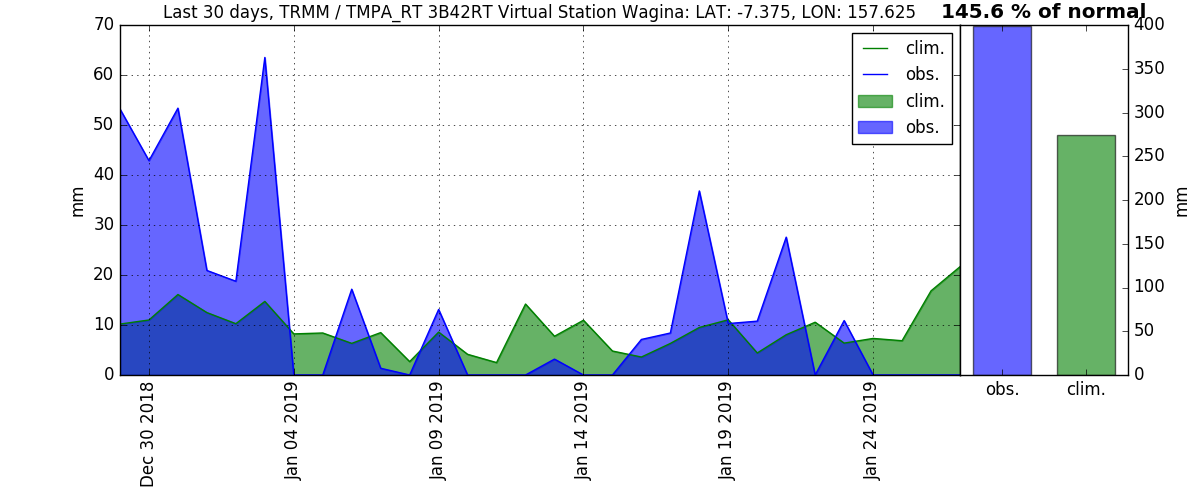 Last 30 days, TRMM / TMPA_RT 3B42RT Virtual Station Wagina: LAT: -7.375, LON: 157.625
145.6 % of normal
mm
70
60
50
40
30
20
10
0
clim.
obs.
clim.
obs.
Dec 30 2018
Jan 04 2019
Jan 09 2019
Jan 14 2019
Jan 19 2019
Jan 24 2019
400
350
300
250
200
150
100
50
0
mm
obs.
clim.